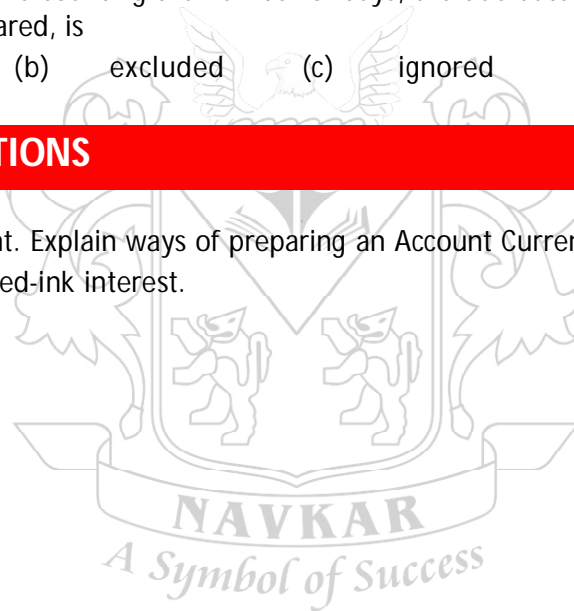 ared, is
(b) excluded (c) ignored
TIONS
nt. Explain ways of preparing an Account Curren
ed-ink interest.
NAVKAR
A Symbol of Success